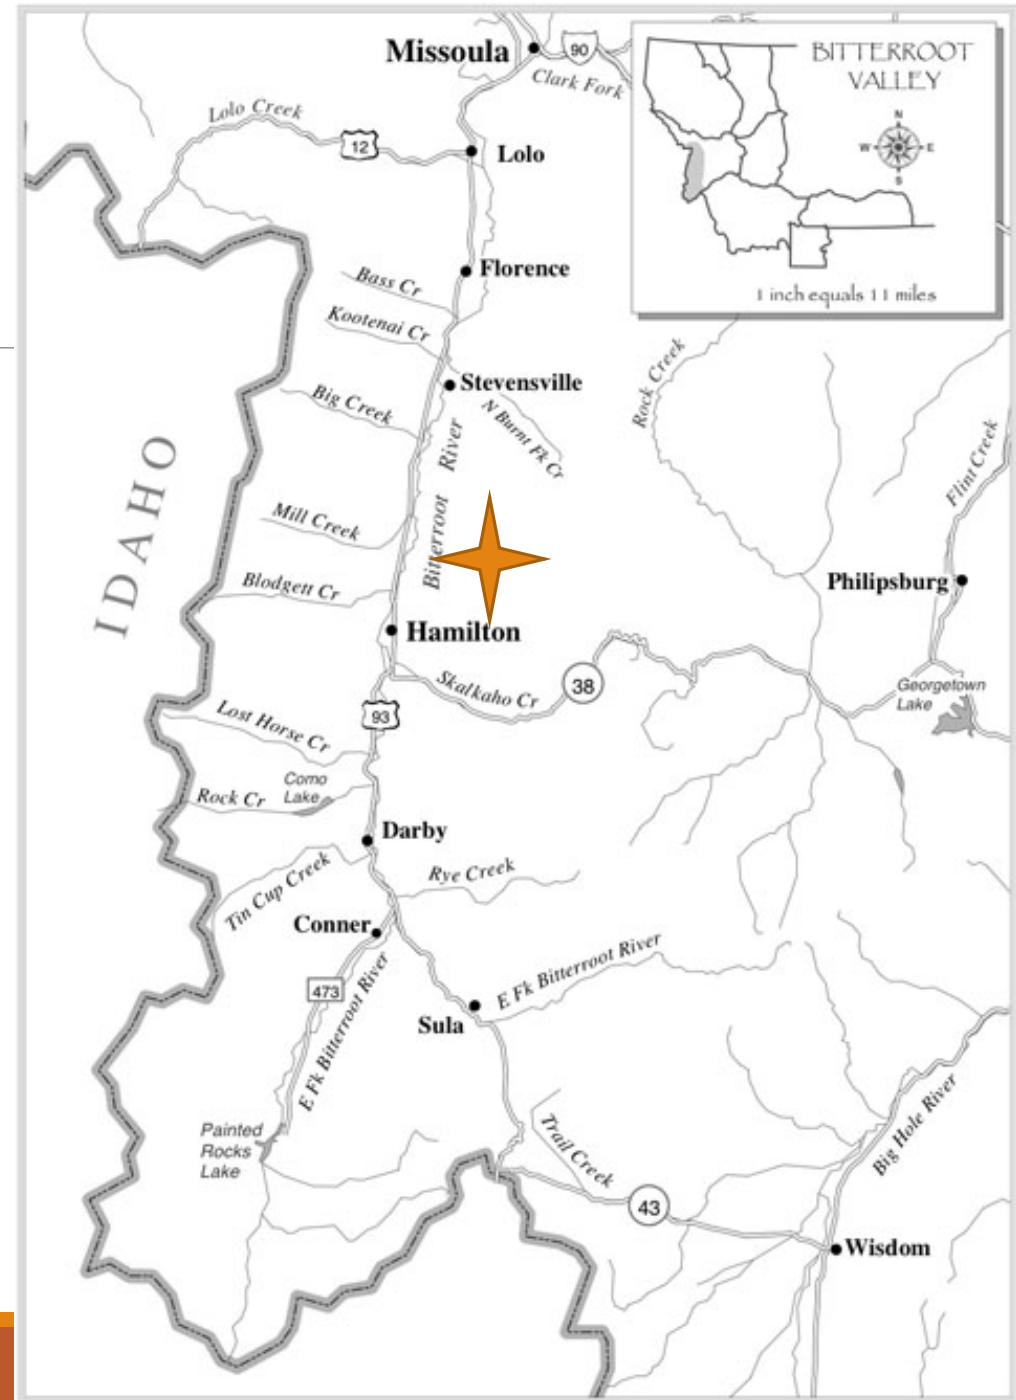 Missoula
90
Clark Fork
BITTERROOT
VALLEY
N
W
E
S
1 inch equals 11 miles
Lolo Creek
12
Lolo
Florence
Bass Cr
Kootenai Cr
Stevensville
Big Creek
N Burnt Fk Cr
Rock Creek
Flint Creek
Bitterroot River
IDAHO
Mill Creek
Blodgett Cr
Philipsburg
Hamilton
Skalkaho Cr
38
Georgetown
Lake
93
Lost Horse Cr
Como
Lake
Rock Cr
Darby
Rye Creek
Tin Cup Creek
Conner
E Fk Bitterroot River
473
Sula
E Fk Bitterroot River
Big Hole River
Painted
Rocks
Lake
Trail Creek
43
Wisdom